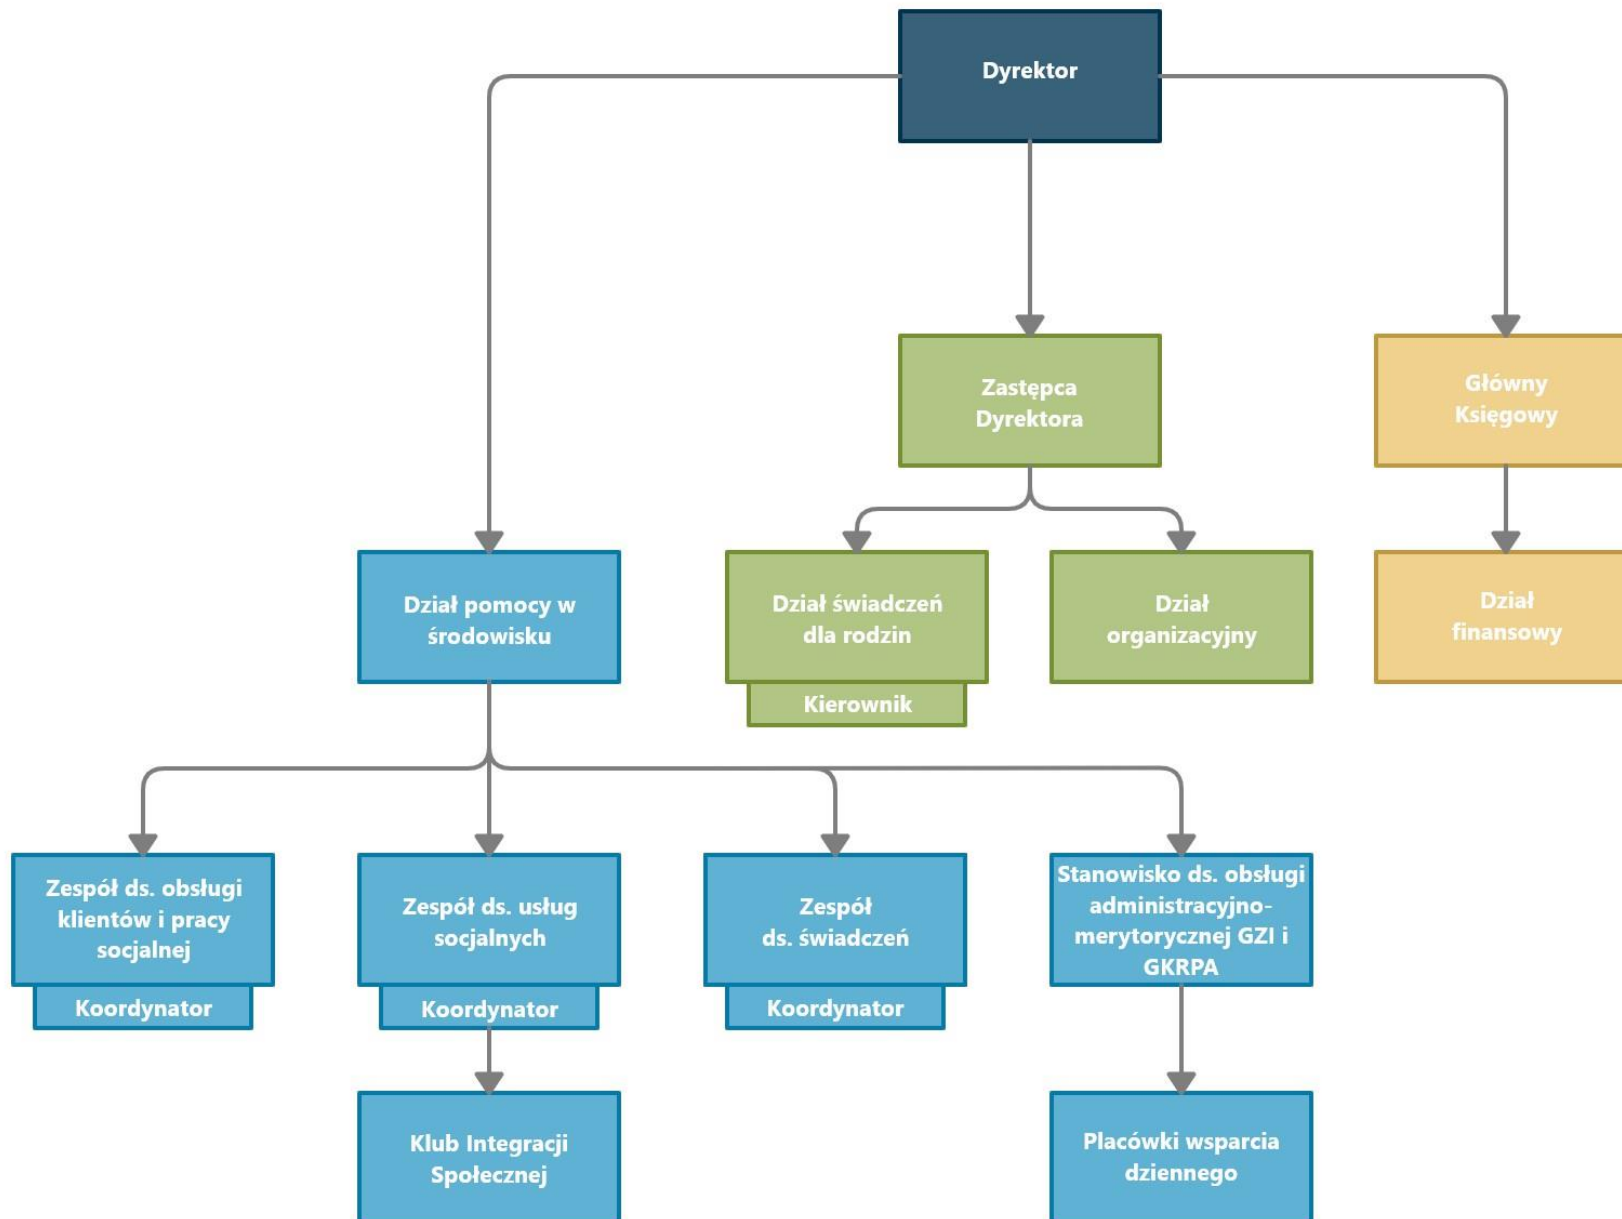 Dyrektor
Zastępca
Dyrektora
Główny
Księgowy
Dział pomocy w
środowisku
Dział świadczeń
dla rodzin
Kierownik
Dział
organizacyjny
Dział
finansowy
Zespół ds. obsługi
klientów i pracy
socjalnej
Koordynator
Zespół ds. usług
socjalnych
Koordynator
Zespół
ds. świadczeń
Koordynator
Stanowisko ds. obsługi
administracyjno-
merytorycznej GZI i
GKRPA
Klub Integracji
Społecznej
Placówki wsparcia
dziennego